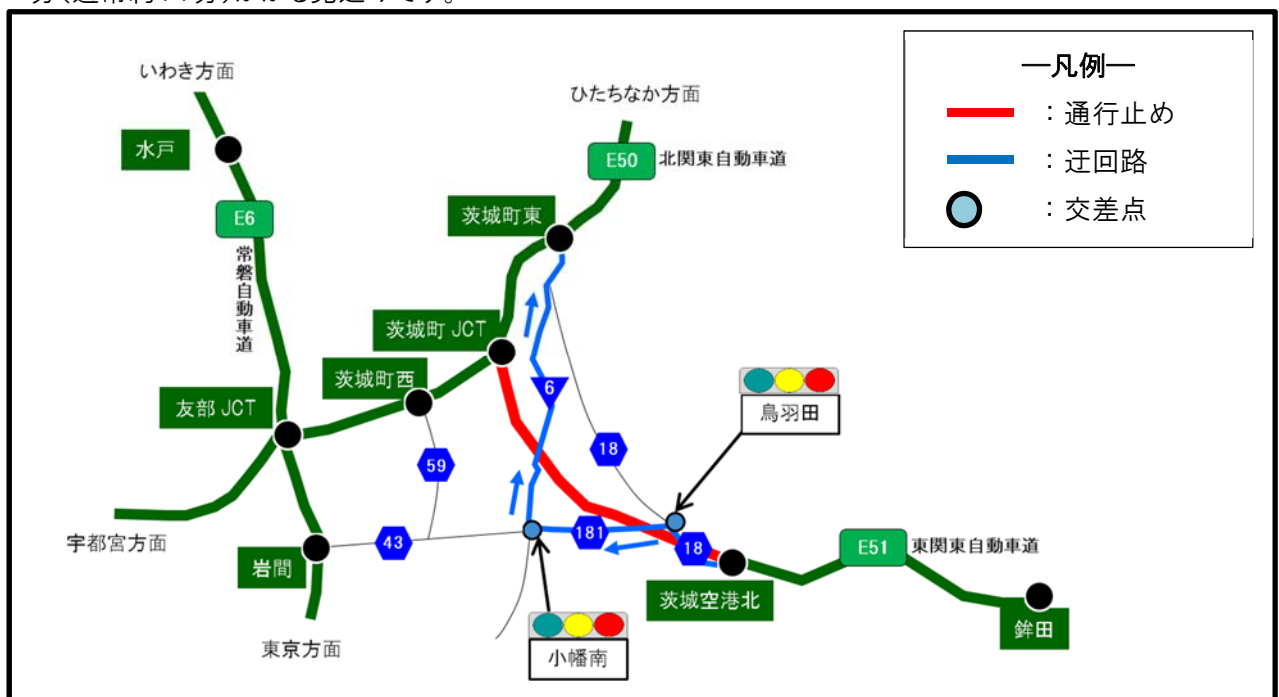 いわき方面
ひたちなか方面
水戸
E50
北関東自動車道
E6
常磐自動車道
茨城町東
茨城町 JCT
6
茨城町西
友部 JCT
鳥羽田
18
59
宇都宮方面
43
181
18
E51
東関東自動車道
岩間
茨城空港北
鉾田
東京方面
小幡南
―凡例―
：通行止め
：迂回路
：交差点